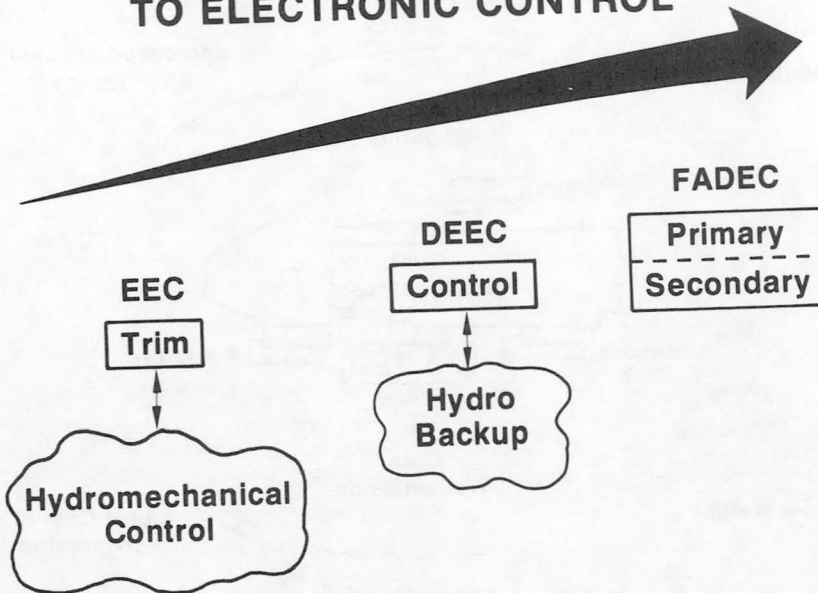 TO ELECTRONIC CONTROL
FADEC
Primary
Secondary
DEEC
Control
Hydro
Backup
EEC
Trim
Hydromechanical
Control